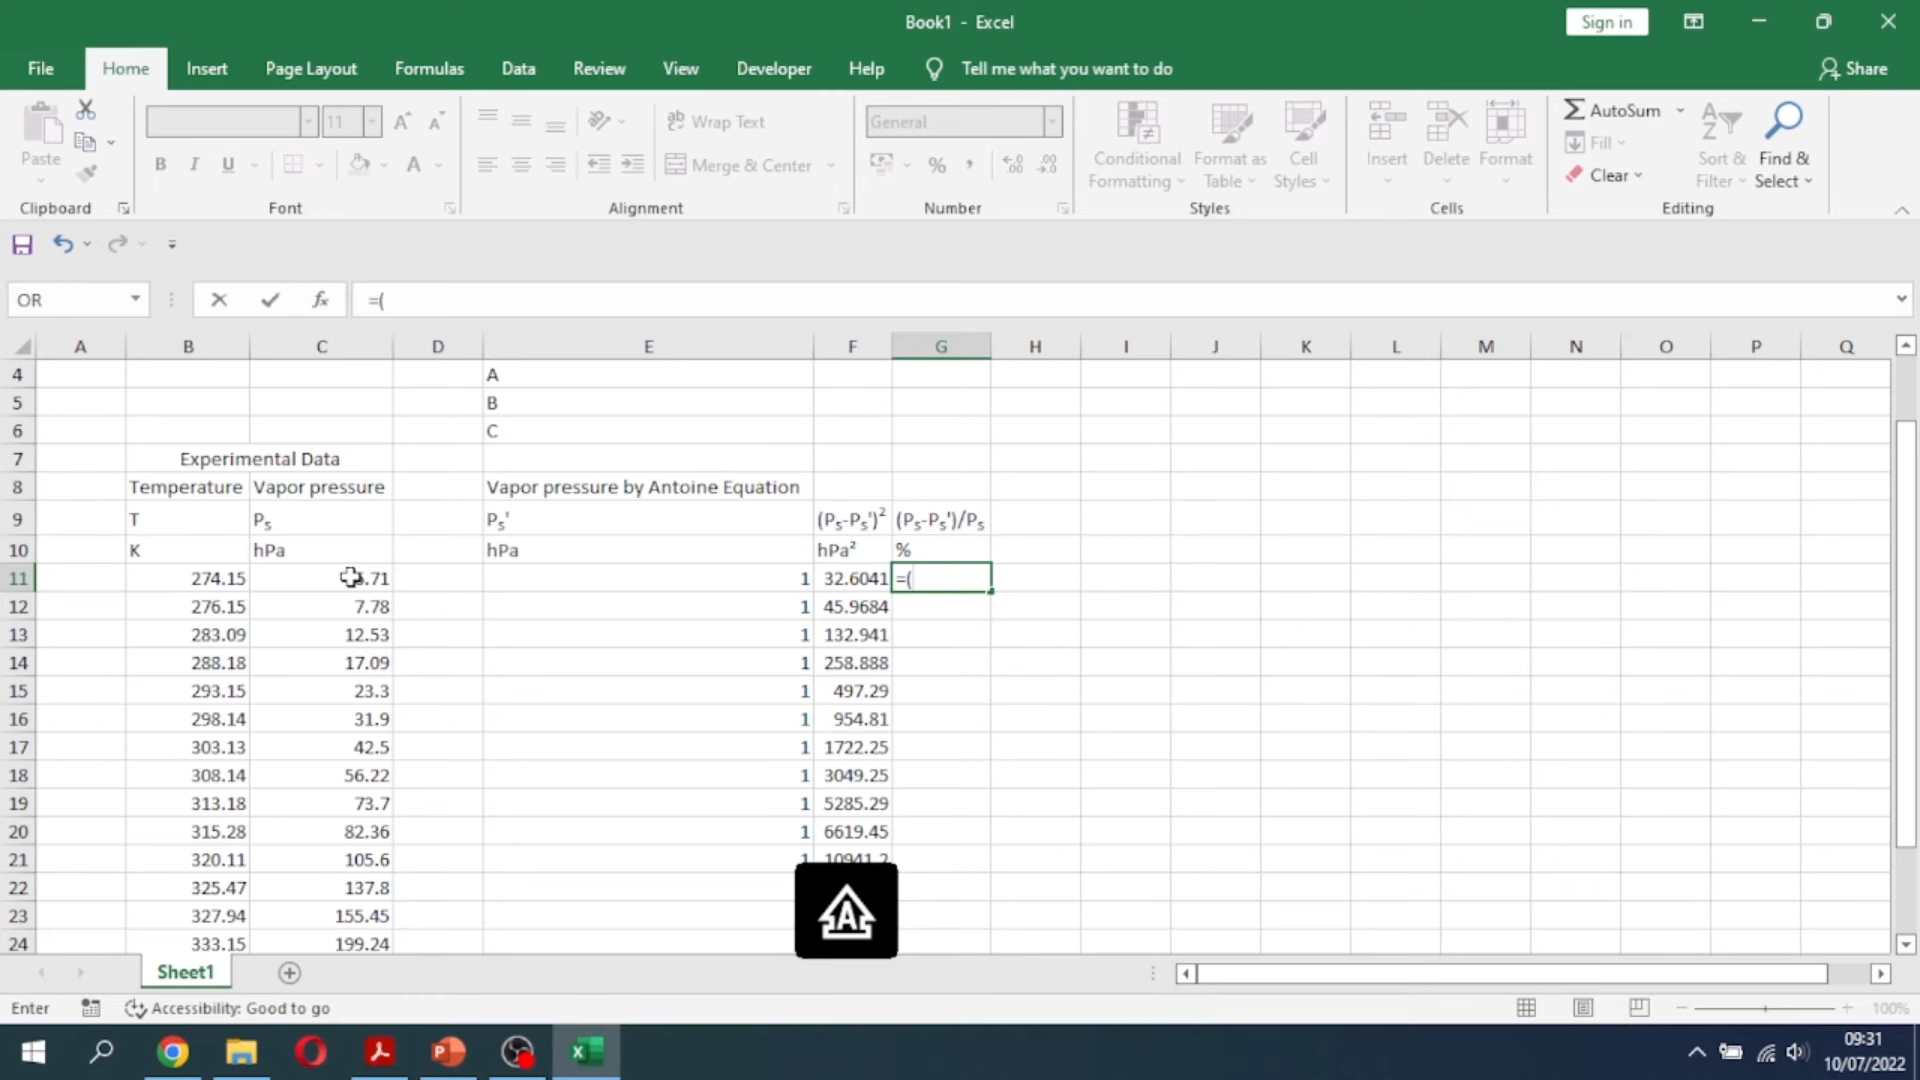 Book1 - Excel
Sign in
File Home Insert Page Layout Formulas Data Review View Developer Help Tell me what you want to do Share
Paste
Clipboard
11
B I U A
Font
ab Wrap Text
Merge & Center
Alignment
General
%
Number
Conditional Formatting
Format as Table
Cell Styles
Styles
Insert Delete Format
Cells
AutoSum
Fill
Clear
Sort & Filter
Find & Select
Editing
OR fx =(
A B C D E F G H I J K L M N O P Q
4 A
5 B
6 C
7 Experimental Data
8 Temperature Vapor pressure Vapor pressure by Antoine Equation
9 T Pₛ Pₛ' (Pₛ-Pₛ')² (Pₛ-Pₛ')/Pₛ
10 K hPa hPa hPa² %
11 274.15 .71 1 32.6041 =(
12 276.15 7.78 1 45.9684
13 283.09 12.53 1 132.941
14 288.18 17.09 1 258.888
15 293.15 23.3 1 497.29
16 298.14 31.9 1 954.81
17 303.13 42.5 1 1722.25
18 308.14 56.22 1 3049.25
19 313.18 73.7 1 5285.29
20 315.28 82.36 1 6619.45
21 320.11 105.6 1 10941.2
22 325.47 137.8
23 327.94 155.45
24 333.15 199.24
A
Sheet1
Enter Accessibility: Good to go 100%
09:31
10/07/2022